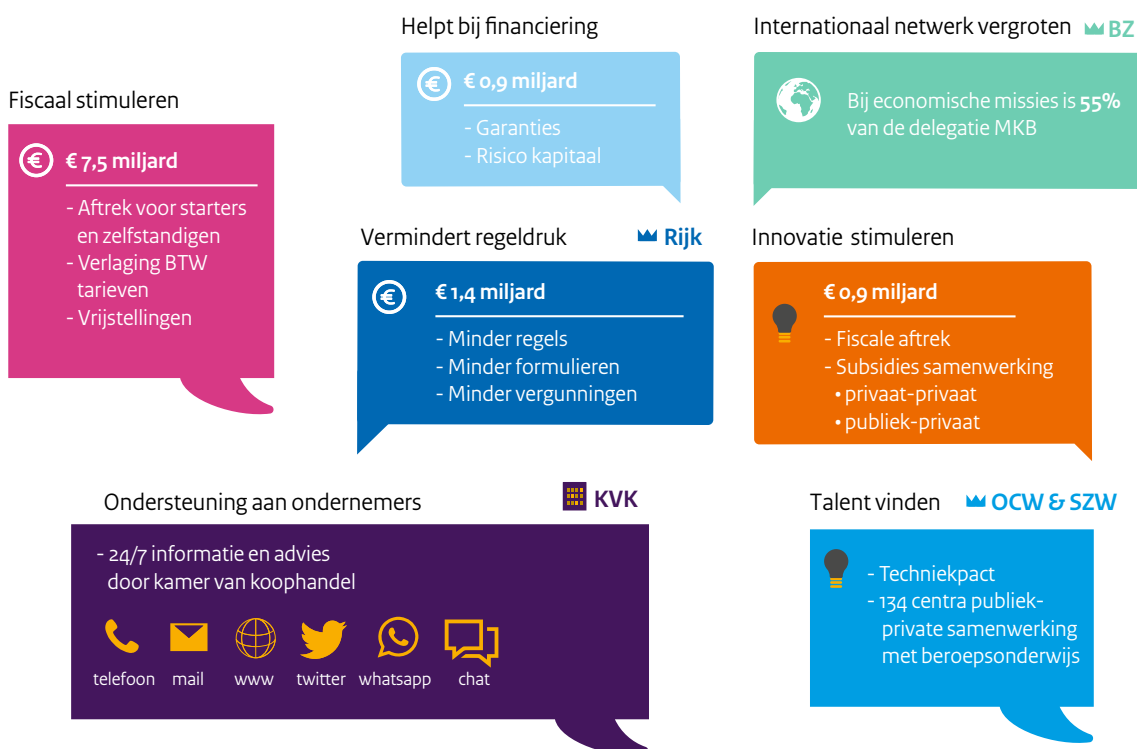 Fiscaal stimuleren
€ 7,5 miljard
- Aftrek voor starters
en zelfstandigen
- Verlaging BTW
tarieven
- Vrijstellingen
Helpt bij financiering
€ 0,9 miljard
- Garanties
- Risico kapitaal
Internationaal netwerk vergroten BZ
Bij economische missies is 55%
van de delegatie MKB
Vermindert regeldruk Rijk
€ 1,4 miljard
- Minder regels
- Minder formulieren
- Minder vergunningen
Innovatie stimuleren
€ 0,9 miljard
- Fiscale aftrek
- Subsidies samenwerking
• privaat-privaat
• publiek-privaat
Ondersteuning aan ondernemers KVK
- 24/7 informatie en advies
door kamer van koophandel
telefoon mail www twitter whatsapp chat
Talent vinden OCW & SZW
- Techniekpact
- 134 centra publiek-
private samenwerking
met beroepsonderwijs